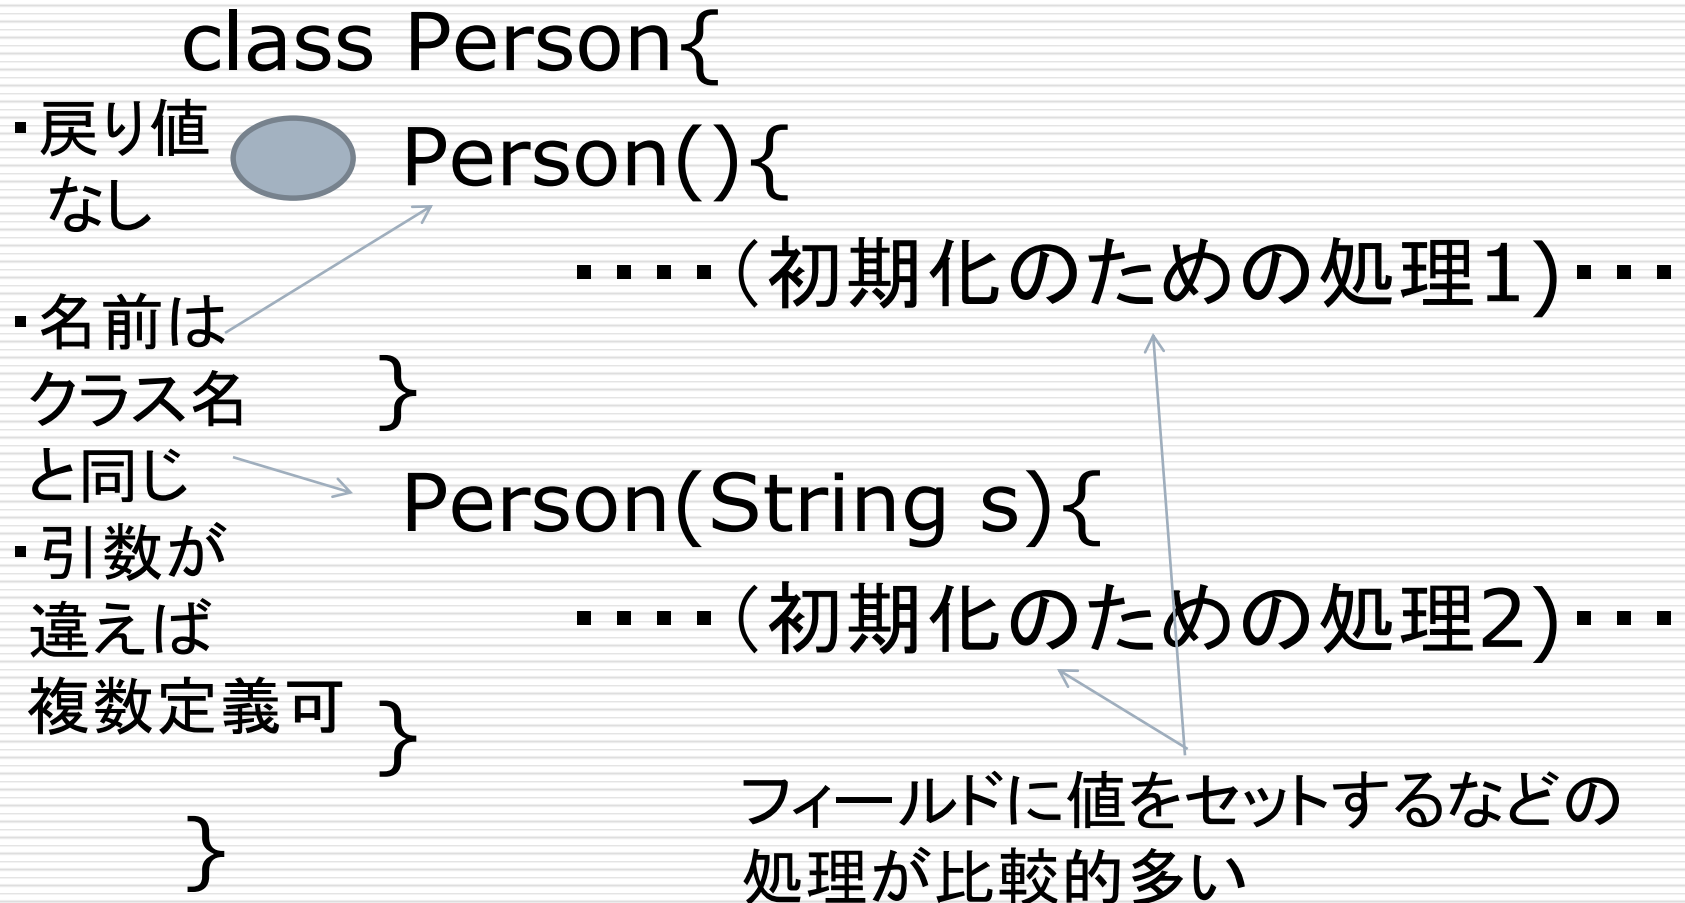 class Person{
・戻り値
なし
Person(){
・・・・(初期化のための処理1)・・・
・名前は
クラス名
と同じ
}
Person(String s){
・・・・(初期化のための処理2)・・・
・引数が
違えば
複数定義可
}
フィールドに値をセットするなどの
処理が比較的多い
}